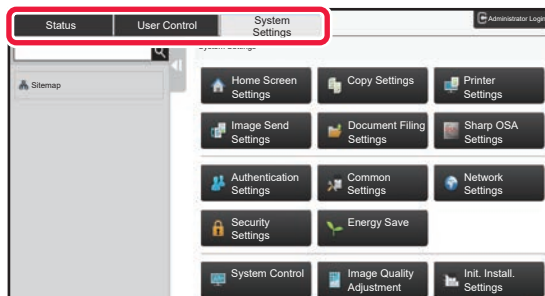 Status
User Control
System
Settings
Administrator Login
Sitemap
Home Screen
Settings
Copy Settings
Printer
Settings
Image Send
Settings
Document Filing
Settings
Sharp OSA
Settings
Authentication
Settings
Common
Settings
Network
Settings
Security
Settings
Energy Save
System Control
Image Quality
Adjustment
Init. Install.
Settings